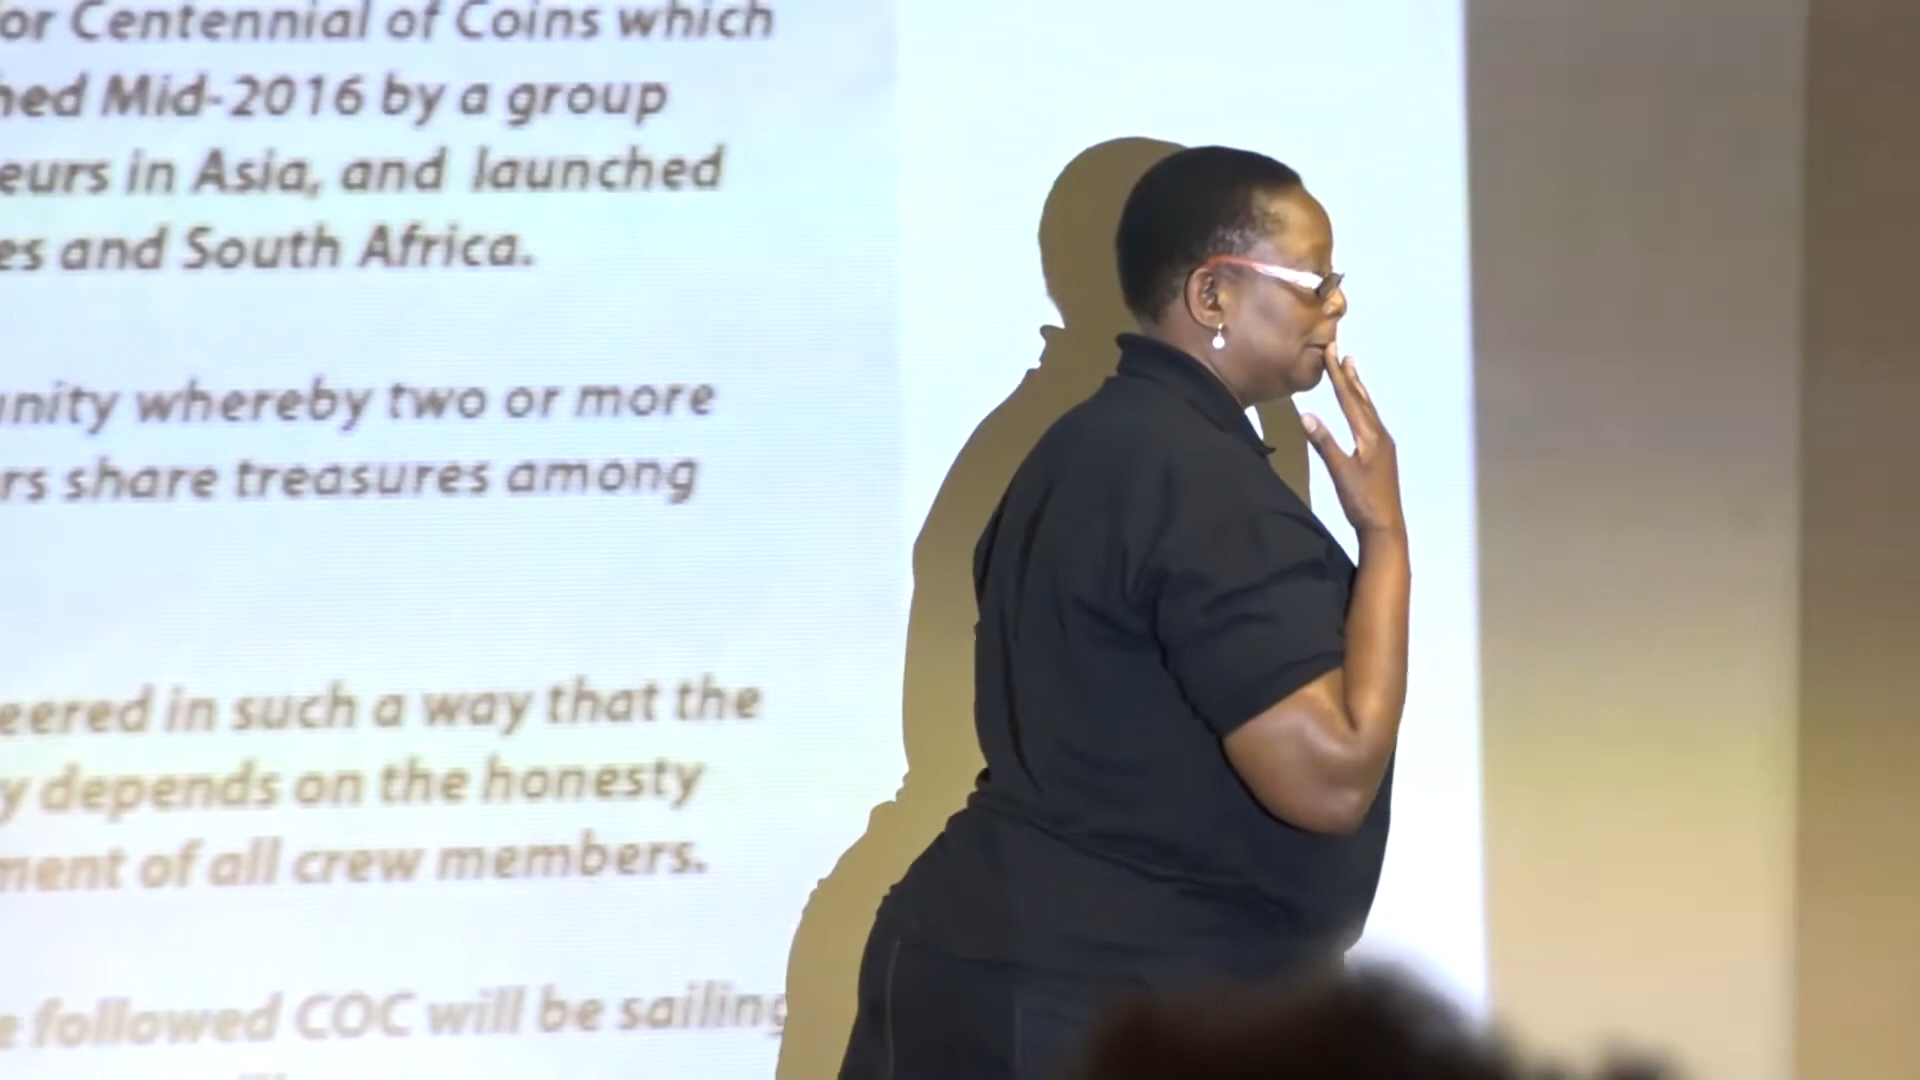 or Centennial of Coins which
hed Mid-2016 by a group
eurs in Asia, and launched
es and South Africa.
unity whereby two or more
rs share treasures among
eered in such a way that the
y depends on the honesty
ment of all crew members.
e followed COC will be sailing